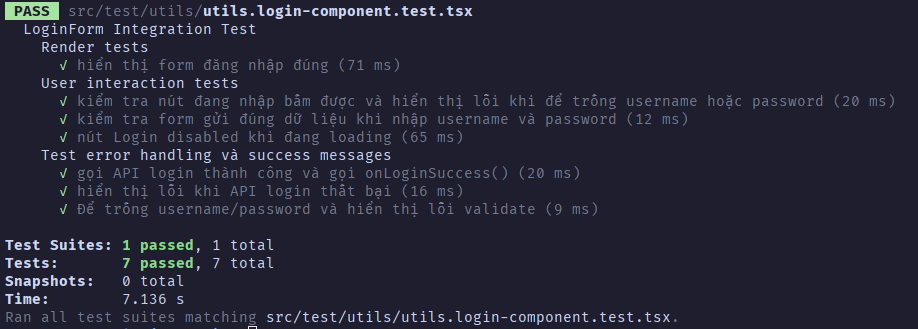 PASS src/test/utils/utils.login-component.test.tsx
LoginForm Integration Test
Render tests
√ hiển thị form đăng nhập đúng (71 ms)
User interaction tests
√ kiểm tra nút đang nhập bấm được và hiển thị lỗi khi để trống username hoặc password (20 ms)
√ kiểm tra form gửi đúng dữ liệu khi nhập username và password (12 ms)
√ nút Login disabled khi đang loading (65 ms)
Test error handling và success messages
√ gọi API login thành công và gọi onLoginSuccess() (20 ms)
√ hiển thị lỗi khi API login thất bại (16 ms)
√ Để trống username/password và hiển thị lỗi validate (9 ms)
Test Suites: 1 passed, 1 total
Tests: 7 passed, 7 total
Snapshots: 0 total
Time: 7.136 s
Ran all test suites matching src/test/utils/utils.login-component.test.tsx.